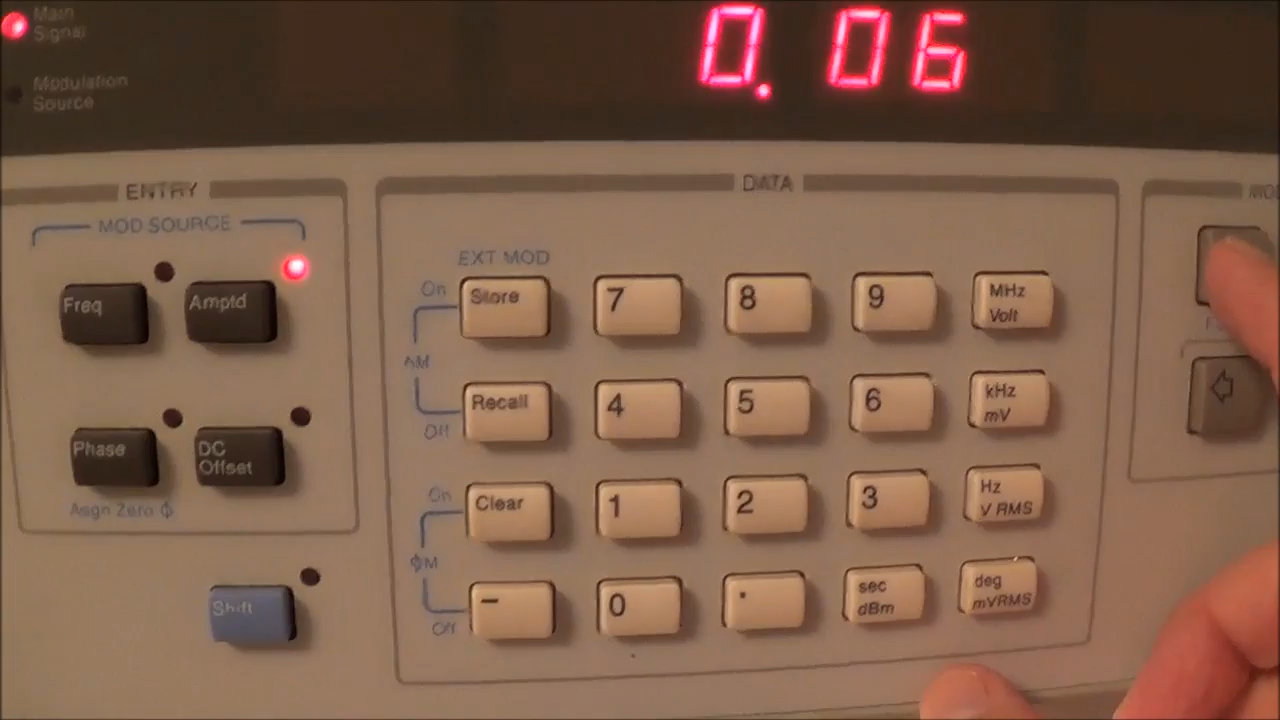 Main
Signal
0.06
Modulation
Source
ENTRY
DATA
MOD SOURCE
EXT MOD
Freq
Amptd
On
Store
7
8
9
MHz
Volt
AM
Recall
4
5
6
kHz
mV
Off
Phase
DC
Offset
Asgn Zero Φ
On
Clear
1
2
3
Hz
V RMS
ΦM
Shift
Off
−
0
.
sec
dBm
deg
mVRMS